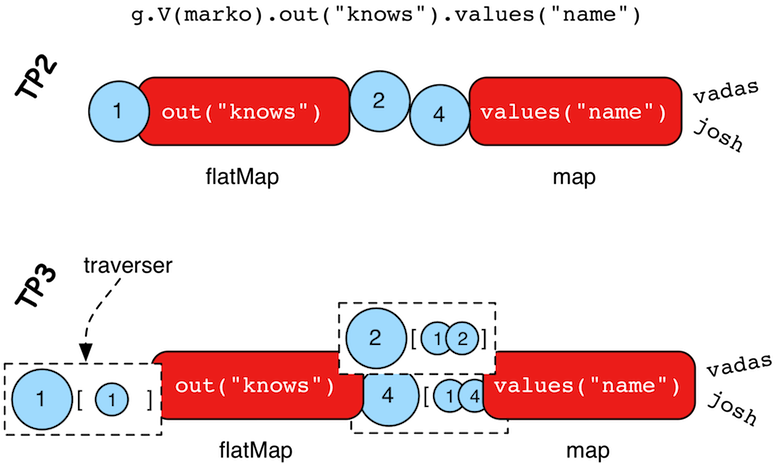 g.V(marko).out("knows").values("name")
TP2
1 out("knows") 2 4 values("name") vadas
josh
flatMap map
TP3
traverser
2 [ 1 2 ]
1 [ 1 ] out("knows") 4 [ 1 4 values("name") vadas
josh
flatMap map